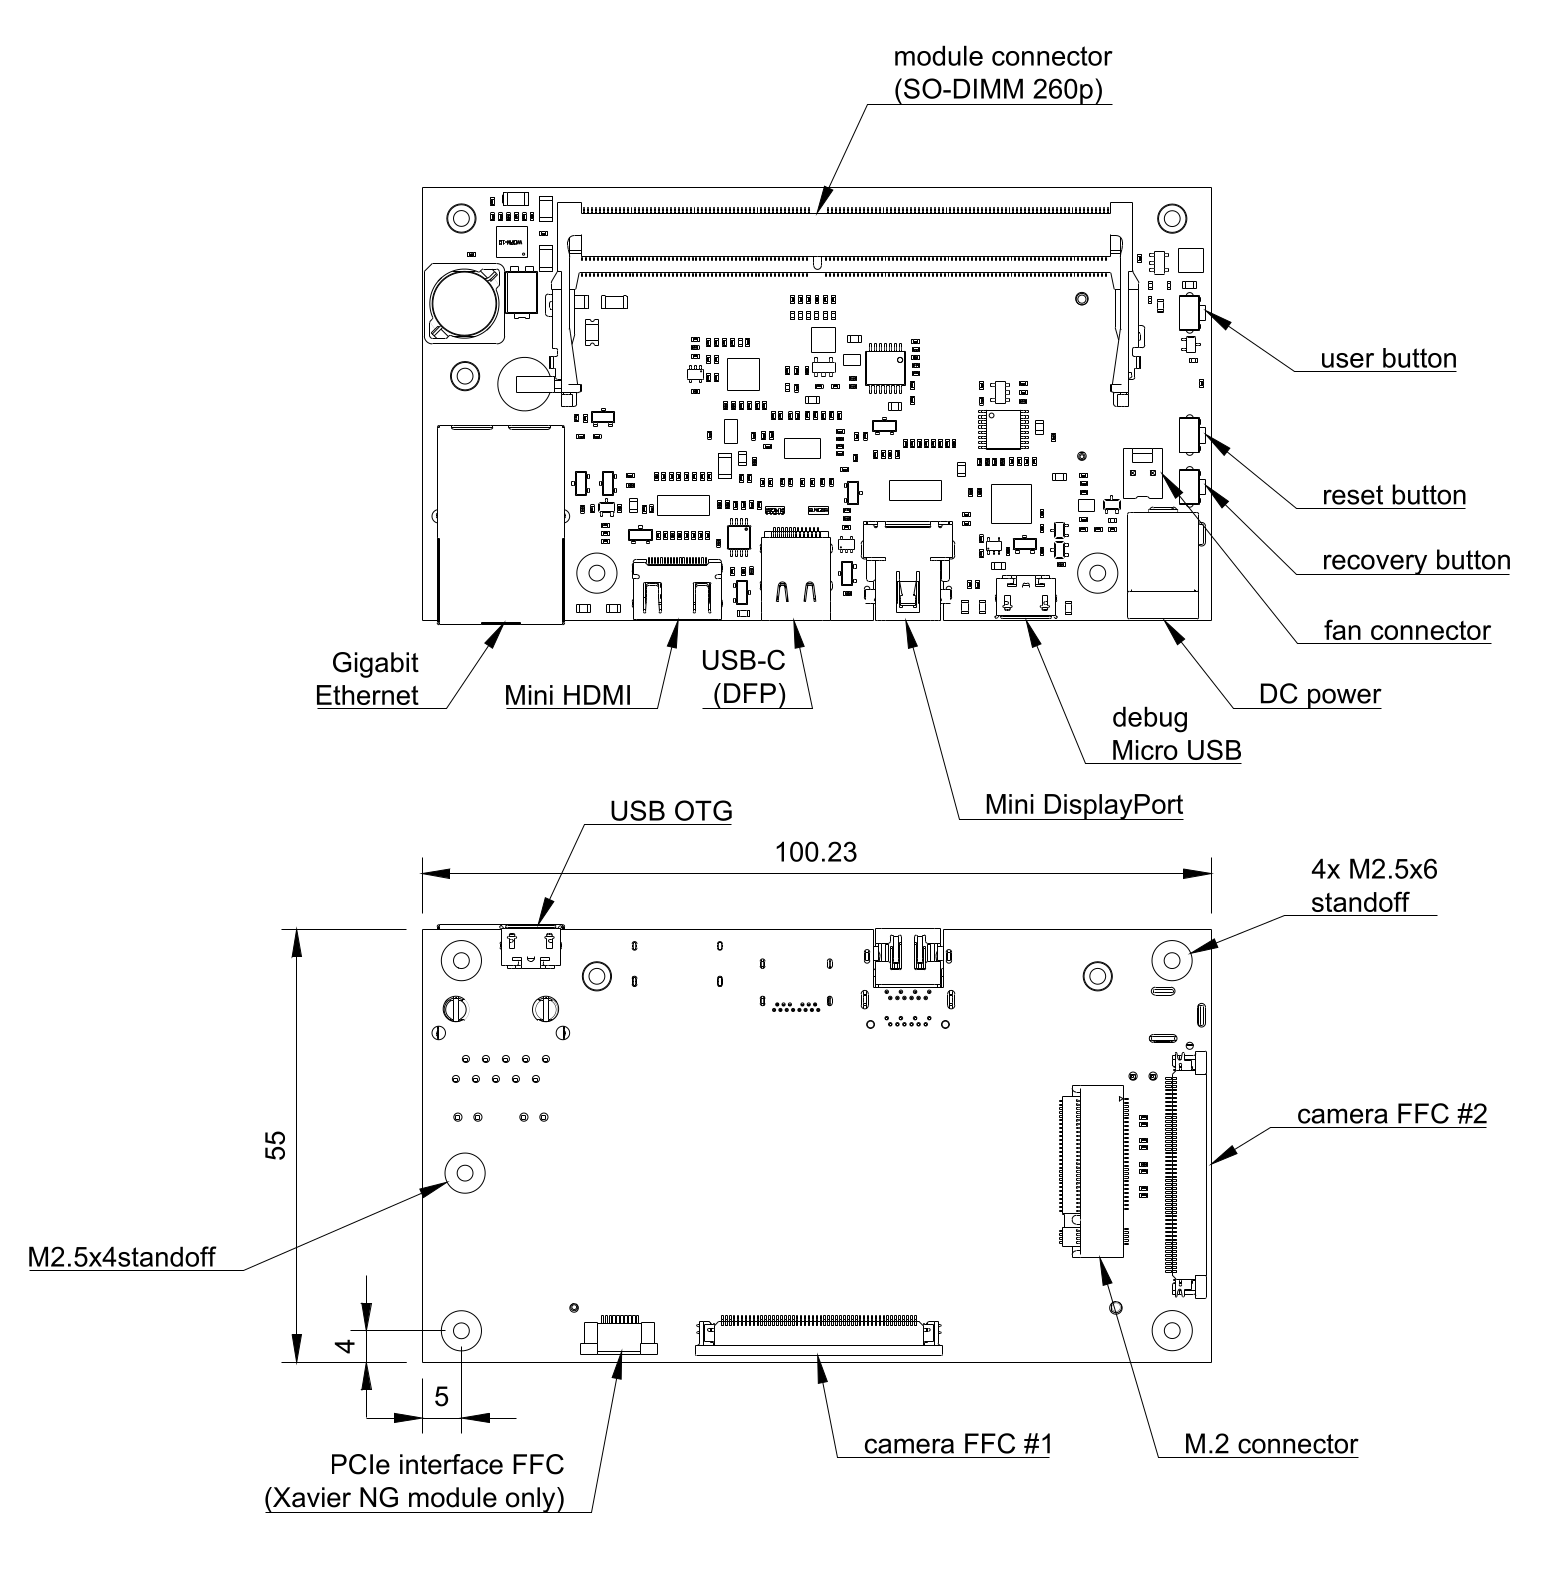 module connector
(SO-DIMM 260p)
user button
reset button
recovery button
fan connector
Gigabit
Ethernet
Mini HDMI
USB-C
(DFP)
DC power
debug
Micro USB
Mini DisplayPort
USB OTG
100.23
4x M2.5x6
standoff
camera FFC #2
55
M2.5x4standoff
4
5
camera FFC #1
M.2 connector
PCIe interface FFC
(Xavier NG module only)